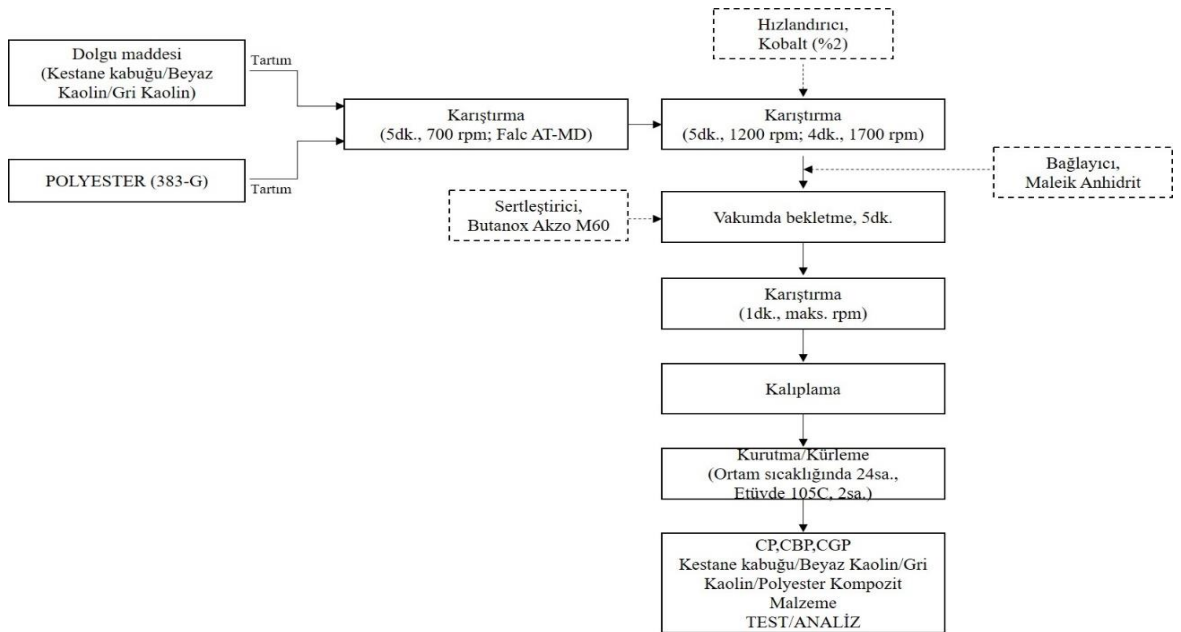 Dolgu maddesi
(Kestane kabuğu/Beyaz
Kaolin/Gri Kaolin)
Tartım
POLYESTER (383-G)
Tartım
Karıştırma
(5dk., 700 rpm; Falc AT-MD)
Hızlandırıcı,
Kobalt (%2)
Karıştırma
(5dk., 1200 rpm; 4dk., 1700 rpm)
Bağlayıcı,
Maleik Anhidrit
Sertleştirici,
Butanox Akzo M60
Vakumda bekletme, 5dk.
Karıştırma
(1dk., maks. rpm)
Kalıplama
Kurutma/Kürleme
(Ortam sıcaklığında 24sa.,
Etüvde 105C, 2sa.)
CP,CBP,CGP
Kestane kabuğu/Beyaz Kaolin/Gri
Kaolin/Polyester Kompozit
Malzeme
TEST/ANALİZ